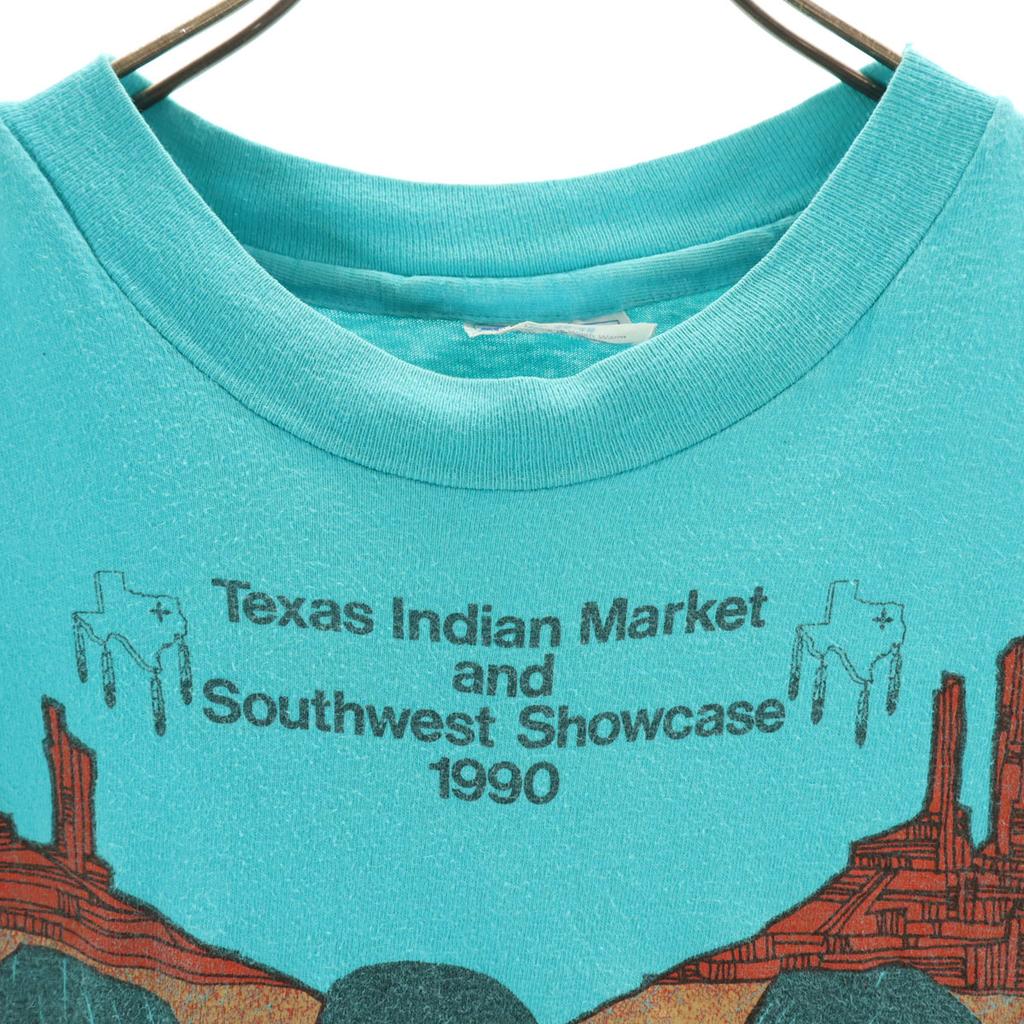 Texas Indian Market
and
Southwest Showcase
1990